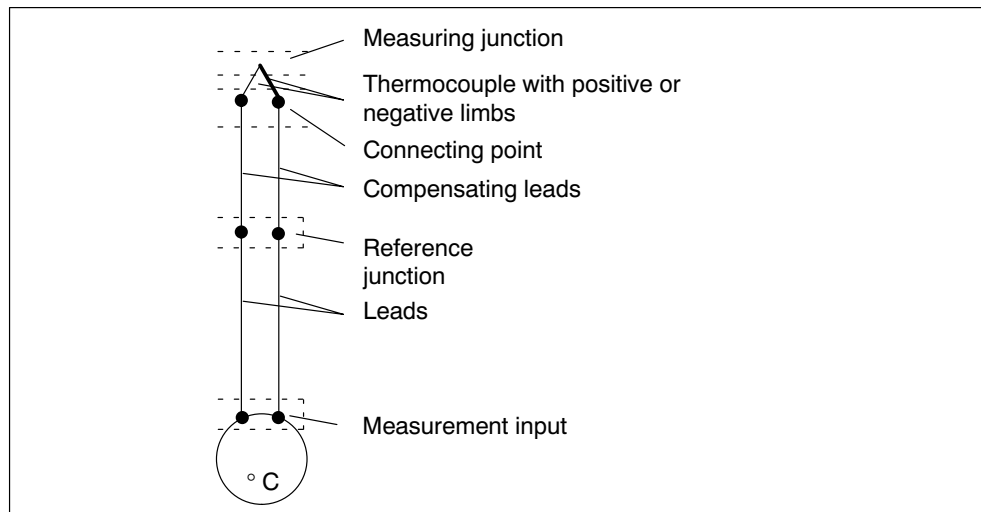 Measuring junction
Thermocouple with positive or
negative limbs
Connecting point
Compensating leads
Reference
junction
Leads
Measurement input
° C